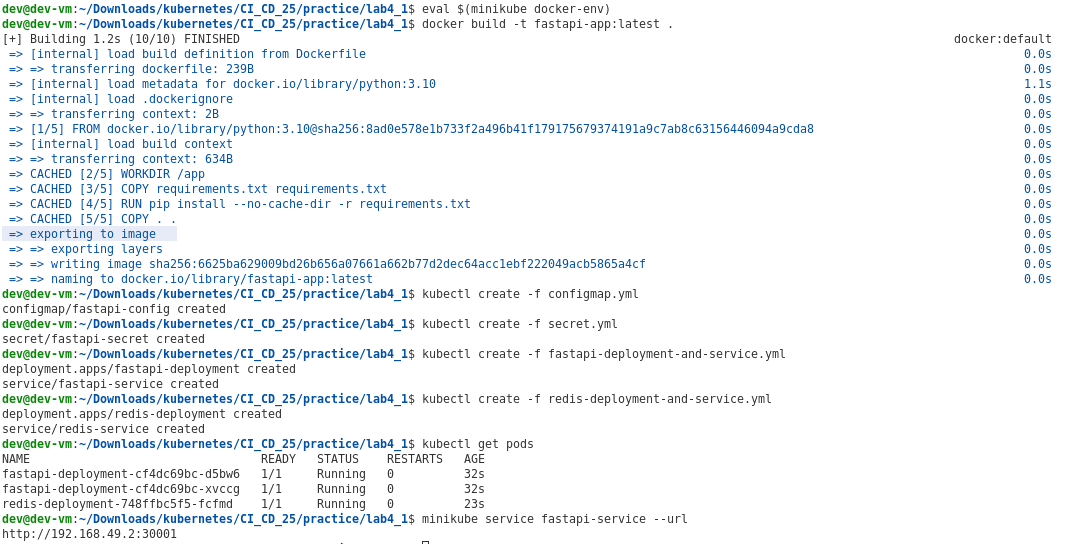 dev@dev-vm:~/Downloads/kubernetes/CI_CD_25/practice/lab4_1$ eval $(minikube docker-env)
dev@dev-vm:~/Downloads/kubernetes/CI_CD_25/practice/lab4_1$ docker build -t fastapi-app:latest .
[+] Building 1.2s (10/10) FINISHED docker:default
=> [internal] load build definition from Dockerfile 0.0s
=> => transferring dockerfile: 239B 0.0s
=> [internal] load metadata for docker.io/library/python:3.10 1.1s
=> [internal] load .dockerignore 0.0s
=> => transferring context: 2B 0.0s
=> [1/5] FROM docker.io/library/python:3.10@sha256:8ad0e578e1b733f2a496b41f179175679374191a9c7ab8c63156446094a9cda8 0.0s
=> [internal] load build context 0.0s
=> => transferring context: 634B 0.0s
=> CACHED [2/5] WORKDIR /app 0.0s
=> CACHED [3/5] COPY requirements.txt requirements.txt 0.0s
=> CACHED [4/5] RUN pip install --no-cache-dir -r requirements.txt 0.0s
=> CACHED [5/5] COPY . . 0.0s
=> exporting to image 0.0s
=> => exporting layers 0.0s
=> => writing image sha256:6625ba629009bd26b656a07661a662b77d2dec64acc1ebf222049acb5865a4cf 0.0s
=> => naming to docker.io/library/fastapi-app:latest 0.0s
dev@dev-vm:~/Downloads/kubernetes/CI_CD_25/practice/lab4_1$ kubectl create -f configmap.yml
configmap/fastapi-config created
dev@dev-vm:~/Downloads/kubernetes/CI_CD_25/practice/lab4_1$ kubectl create -f secret.yml
secret/fastapi-secret created
dev@dev-vm:~/Downloads/kubernetes/CI_CD_25/practice/lab4_1$ kubectl create -f fastapi-deployment-and-service.yml
deployment.apps/fastapi-deployment created
service/fastapi-service created
dev@dev-vm:~/Downloads/kubernetes/CI_CD_25/practice/lab4_1$ kubectl create -f redis-deployment-and-service.yml
deployment.apps/redis-deployment created
service/redis-service created
dev@dev-vm:~/Downloads/kubernetes/CI_CD_25/practice/lab4_1$ kubectl get pods
NAME READY STATUS RESTARTS AGE
fastapi-deployment-cf4dc69bc-d5bw6 1/1 Running 0 32s
fastapi-deployment-cf4dc69bc-xvccg 1/1 Running 0 32s
redis-deployment-748ffbc5f5-fcfmd 1/1 Running 0 23s
dev@dev-vm:~/Downloads/kubernetes/CI_CD_25/practice/lab4_1$ minikube service fastapi-service --url
http://192.168.49.2:30001